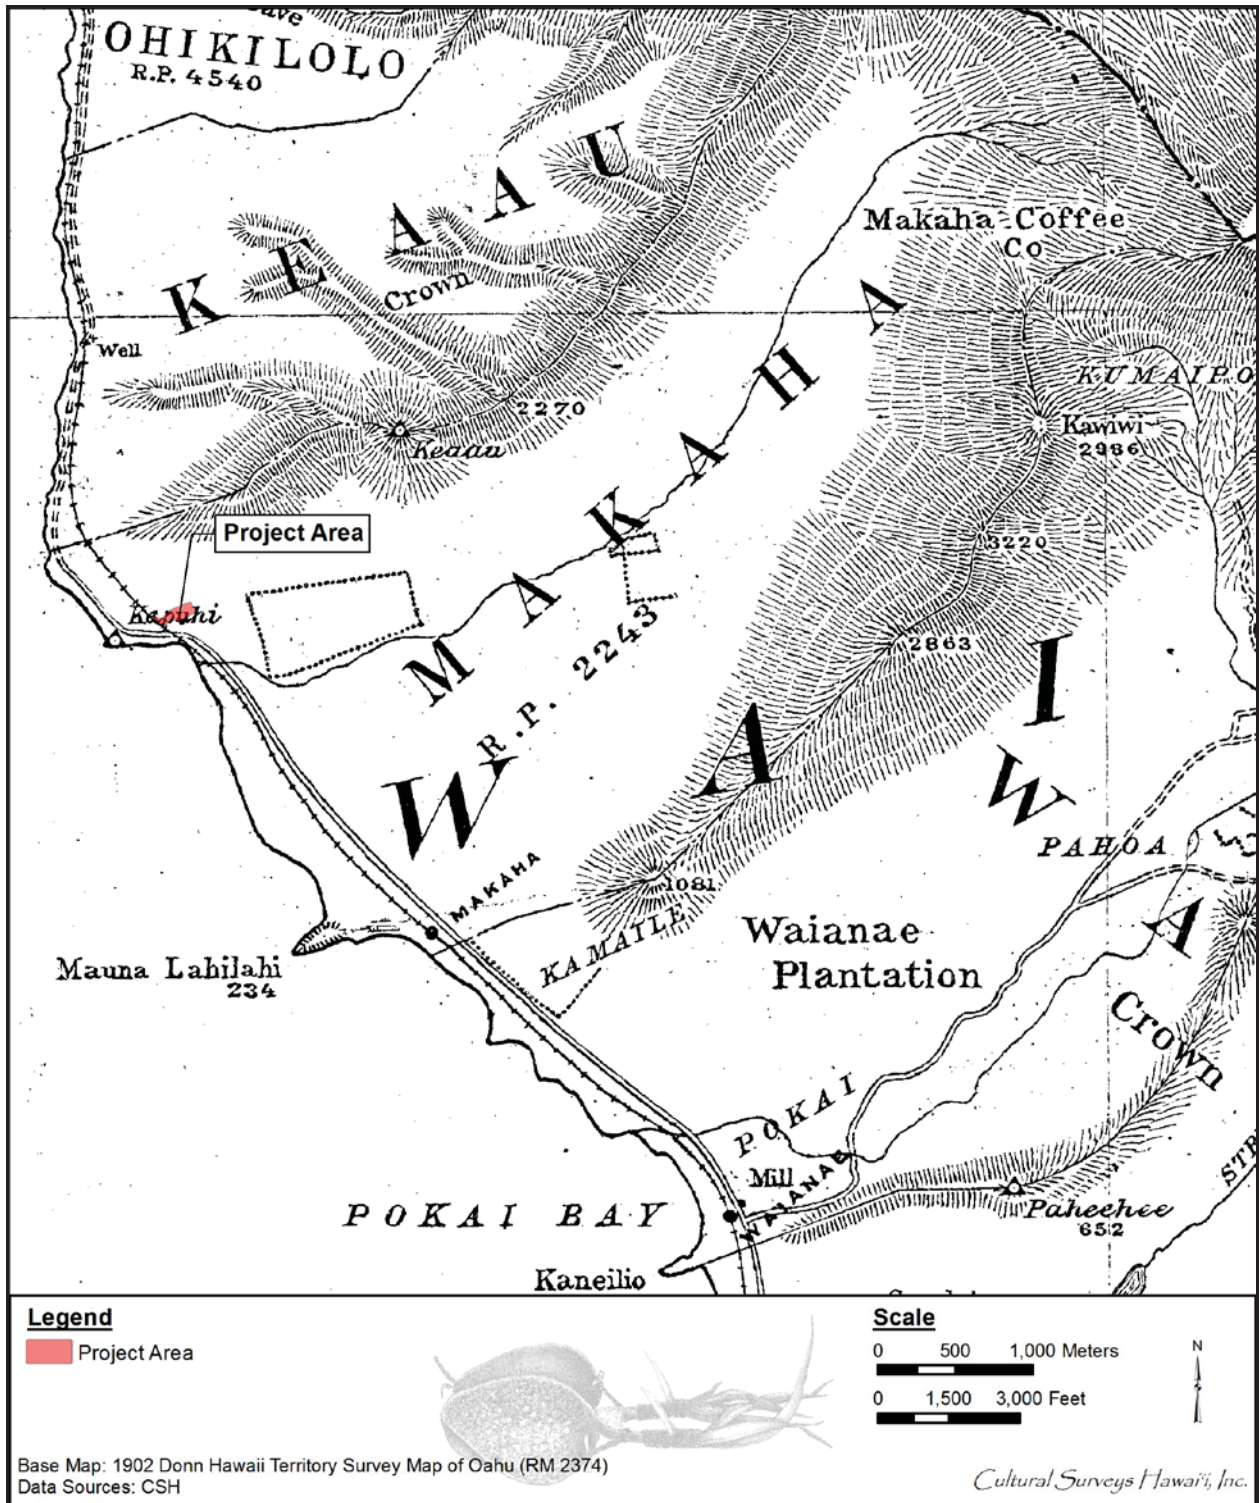 OHIKILOLO
R.P. 4540
KEAAU
Crown
Makaha Coffee
Co
Well
2270
Keaau
KUMAIPO
Kawiwi
2986
3220
Project Area
Kepuhi
MAKAHA
R.P. 2243
2863
WAI
WA
PAHOA
1081
MAKAHA
KAMAILE
Waianae
Plantation
Mauna Lahilahi
234
Crown
POKAI
Mill
WAIANAE
POKAI BAY
Paheehee
652
Kaneilio
Legend
Project Area
Scale
0 500 1,000 Meters
0 1,500 3,000 Feet
N
Base Map: 1902 Donn Hawaii Territory Survey Map of Oahu (RM 2374)
Data Sources: CSH
Cultural Surveys Hawai'i, Inc.